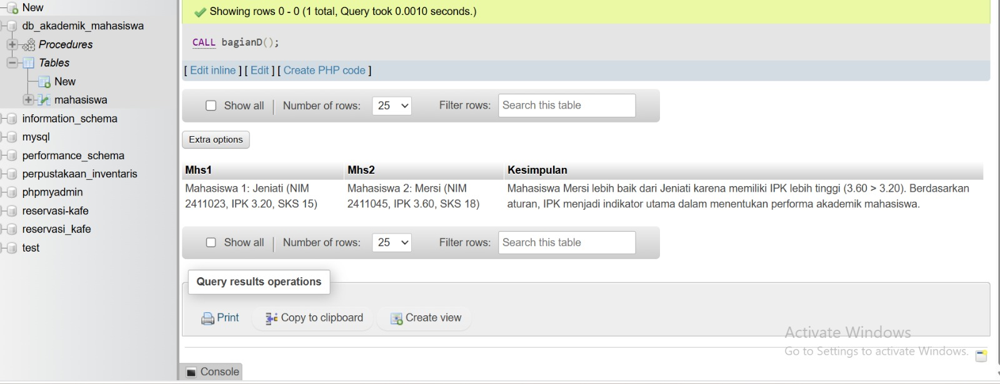 New
db_akademik_mahasiswa
Procedures
Tables
New
mahasiswa
information_schema
mysql
performance_schema
perpustakaan_inventaris
phpmyadmin
reservasi-kafe
reservasi_kafe
test
Showing rows 0 - 0 (1 total, Query took 0.0010 seconds.)
CALL bagianD();
[ Edit inline ] [ Edit ] [ Create PHP code ]
Show all | Number of rows: 25 Filter rows: Search this table
Extra options
Mhs1 Mhs2 Kesimpulan
Mahasiswa 1: Jeniati (NIM
2411023, IPK 3.20, SKS 15)
Mahasiswa 2: Mersi (NIM
2411045, IPK 3.60, SKS 18)
Mahasiswa Mersi lebih baik dari Jeniati karena memiliki IPK lebih tinggi (3.60 > 3.20). Berdasarkan
aturan, IPK menjadi indikator utama dalam menentukan performa akademik mahasiswa.
Show all | Number of rows: 25 Filter rows: Search this table
Query results operations
Print Copy to clipboard Create view
Activate Windows
Go to Settings to activate Windows.
Console